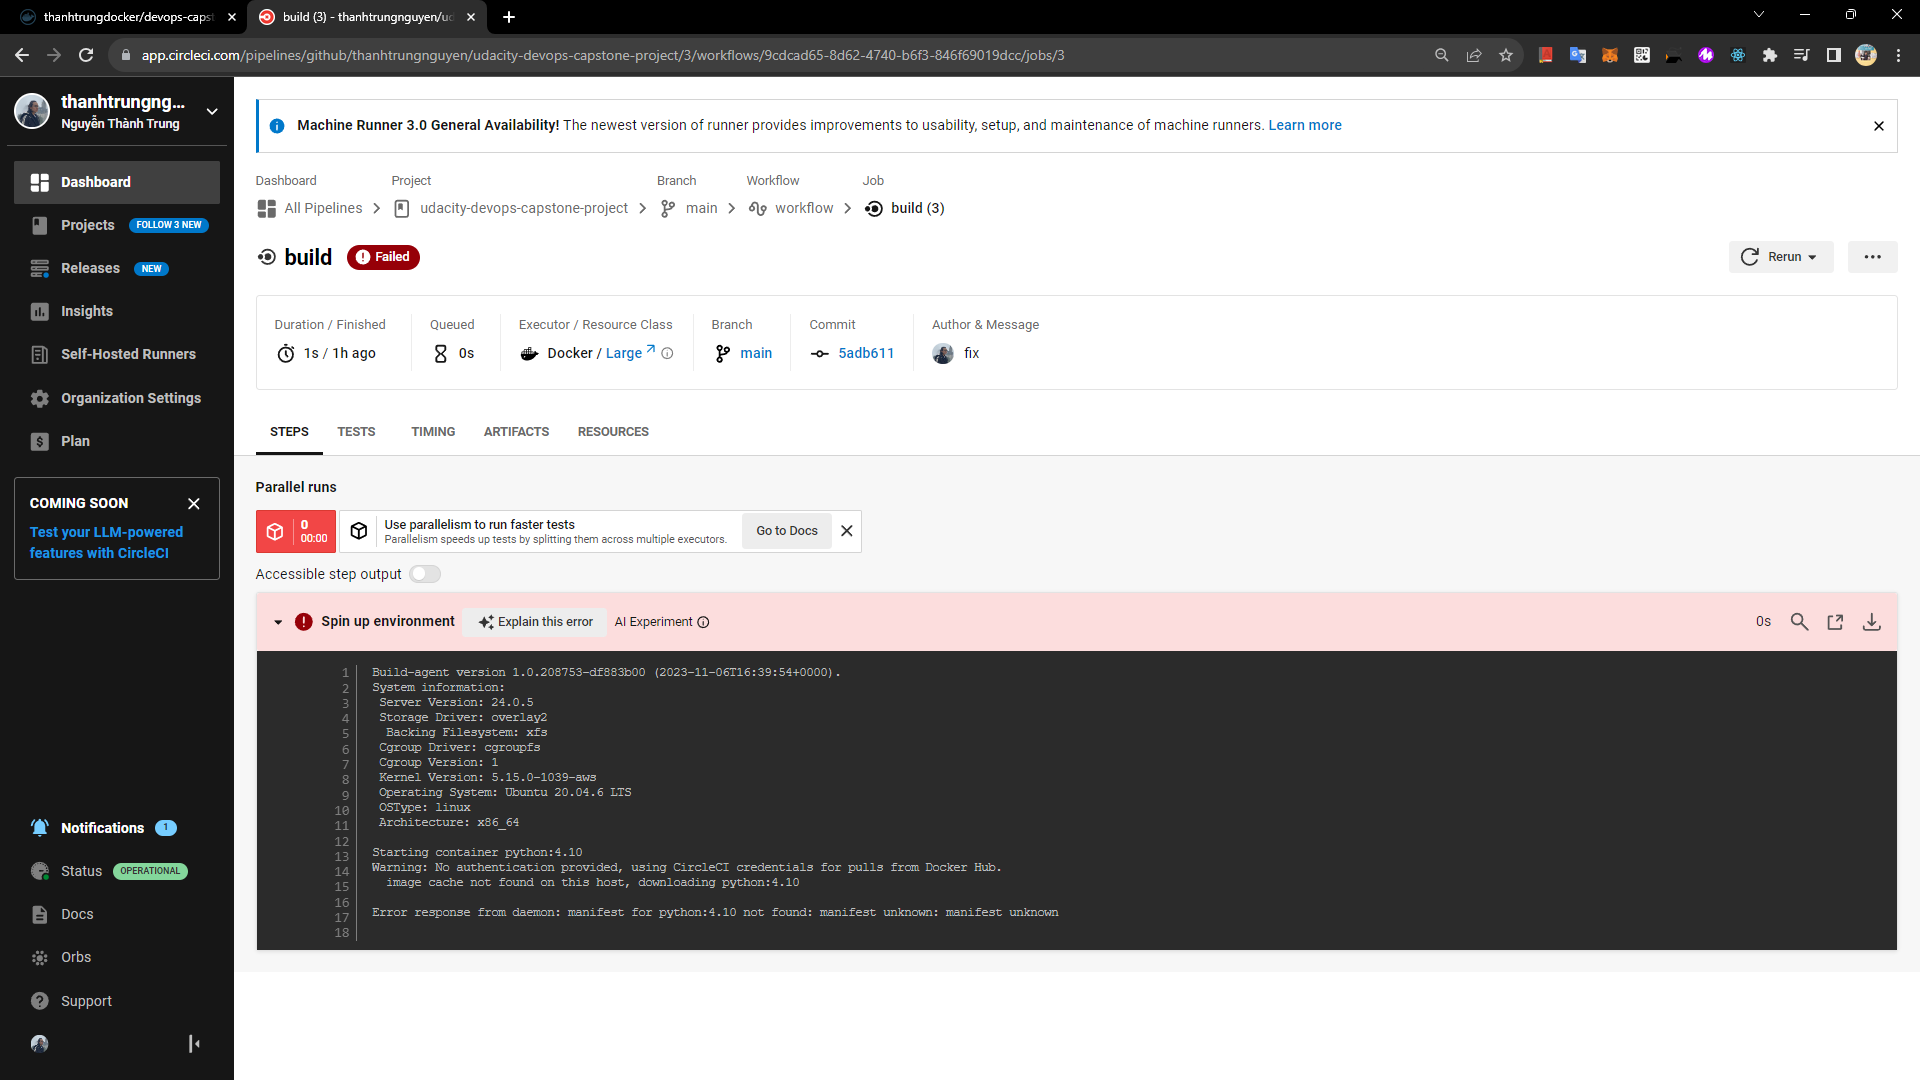 thanhtrungdocker/devops-capst
build (3) - thanhtrungnguyen/ud
app.circleci.com/pipelines/github/thanhtrungnguyen/udacity-devops-capstone-project/3/workflows/9cdcad65-8d62-4740-b6f3-846f69019dcc/jobs/3
thanhtrungng...
Nguyễn Thành Trung
Dashboard
Projects FOLLOW 3 NEW
Releases NEW
Insights
Self-Hosted Runners
Organization Settings
Plan
COMING SOON
Test your LLM-powered
features with CircleCI
Notifications 1
Status OPERATIONAL
Docs
Orbs
Support
Machine Runner 3.0 General Availability! The newest version of runner provides improvements to usability, setup, and maintenance of machine runners. Learn more
Dashboard Project Branch Workflow Job
All Pipelines udacity-devops-capstone-project main workflow build (3)
build Failed
Rerun
Duration / Finished Queued Executor / Resource Class Branch Commit Author & Message
1s / 1h ago 0s Docker / Large main 5adb611 fix
STEPS TESTS TIMING ARTIFACTS RESOURCES
Parallel runs
0
00:00
Use parallelism to run faster tests
Parallelism speeds up tests by splitting them across multiple executors.
Go to Docs
Accessible step output
Spin up environment Explain this error AI Experiment 0s
1 Build-agent version 1.0.208753-df883b00 (2023-11-06T16:39:54+0000).
2 System information:
3 Server Version: 24.0.5
4 Storage Driver: overlay2
5 Backing Filesystem: xfs
6 Cgroup Driver: cgroupfs
7 Cgroup Version: 1
8 Kernel Version: 5.15.0-1039-aws
9 Operating System: Ubuntu 20.04.6 LTS
10 OSType: linux
11 Architecture: x86_64
12
13 Starting container python:4.10
14 Warning: No authentication provided, using CircleCI credentials for pulls from Docker Hub.
15 image cache not found on this host, downloading python:4.10
16
17 Error response from daemon: manifest for python:4.10 not found: manifest unknown: manifest unknown
18